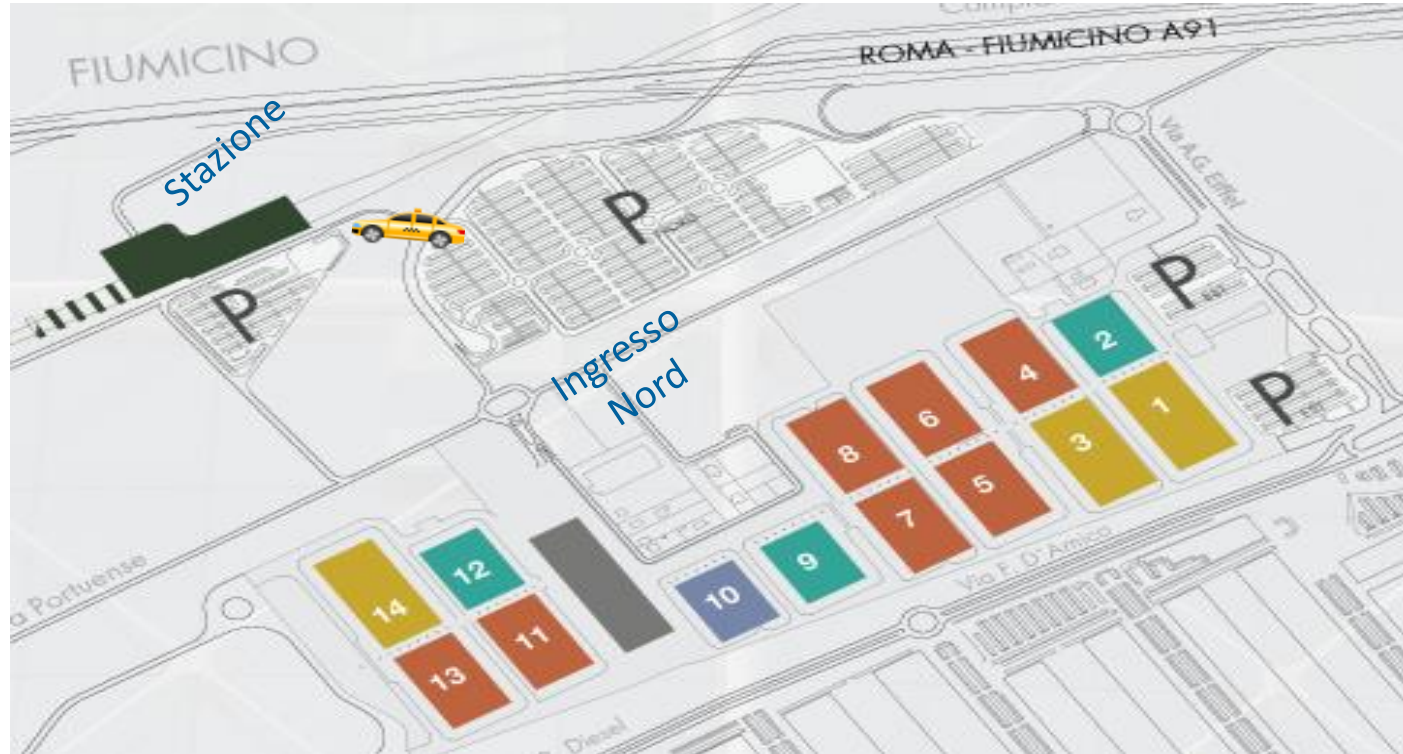 FIUMICINO
ROMA - FIUMICINO A91
Stazione
Via A.G. Eiffel
P
P
P
P
Ingresso
Nord
2
4
1
6
3
8
5
7
9
10
12
11
14
13
Portuense
Via F. D'Amico
Diesel